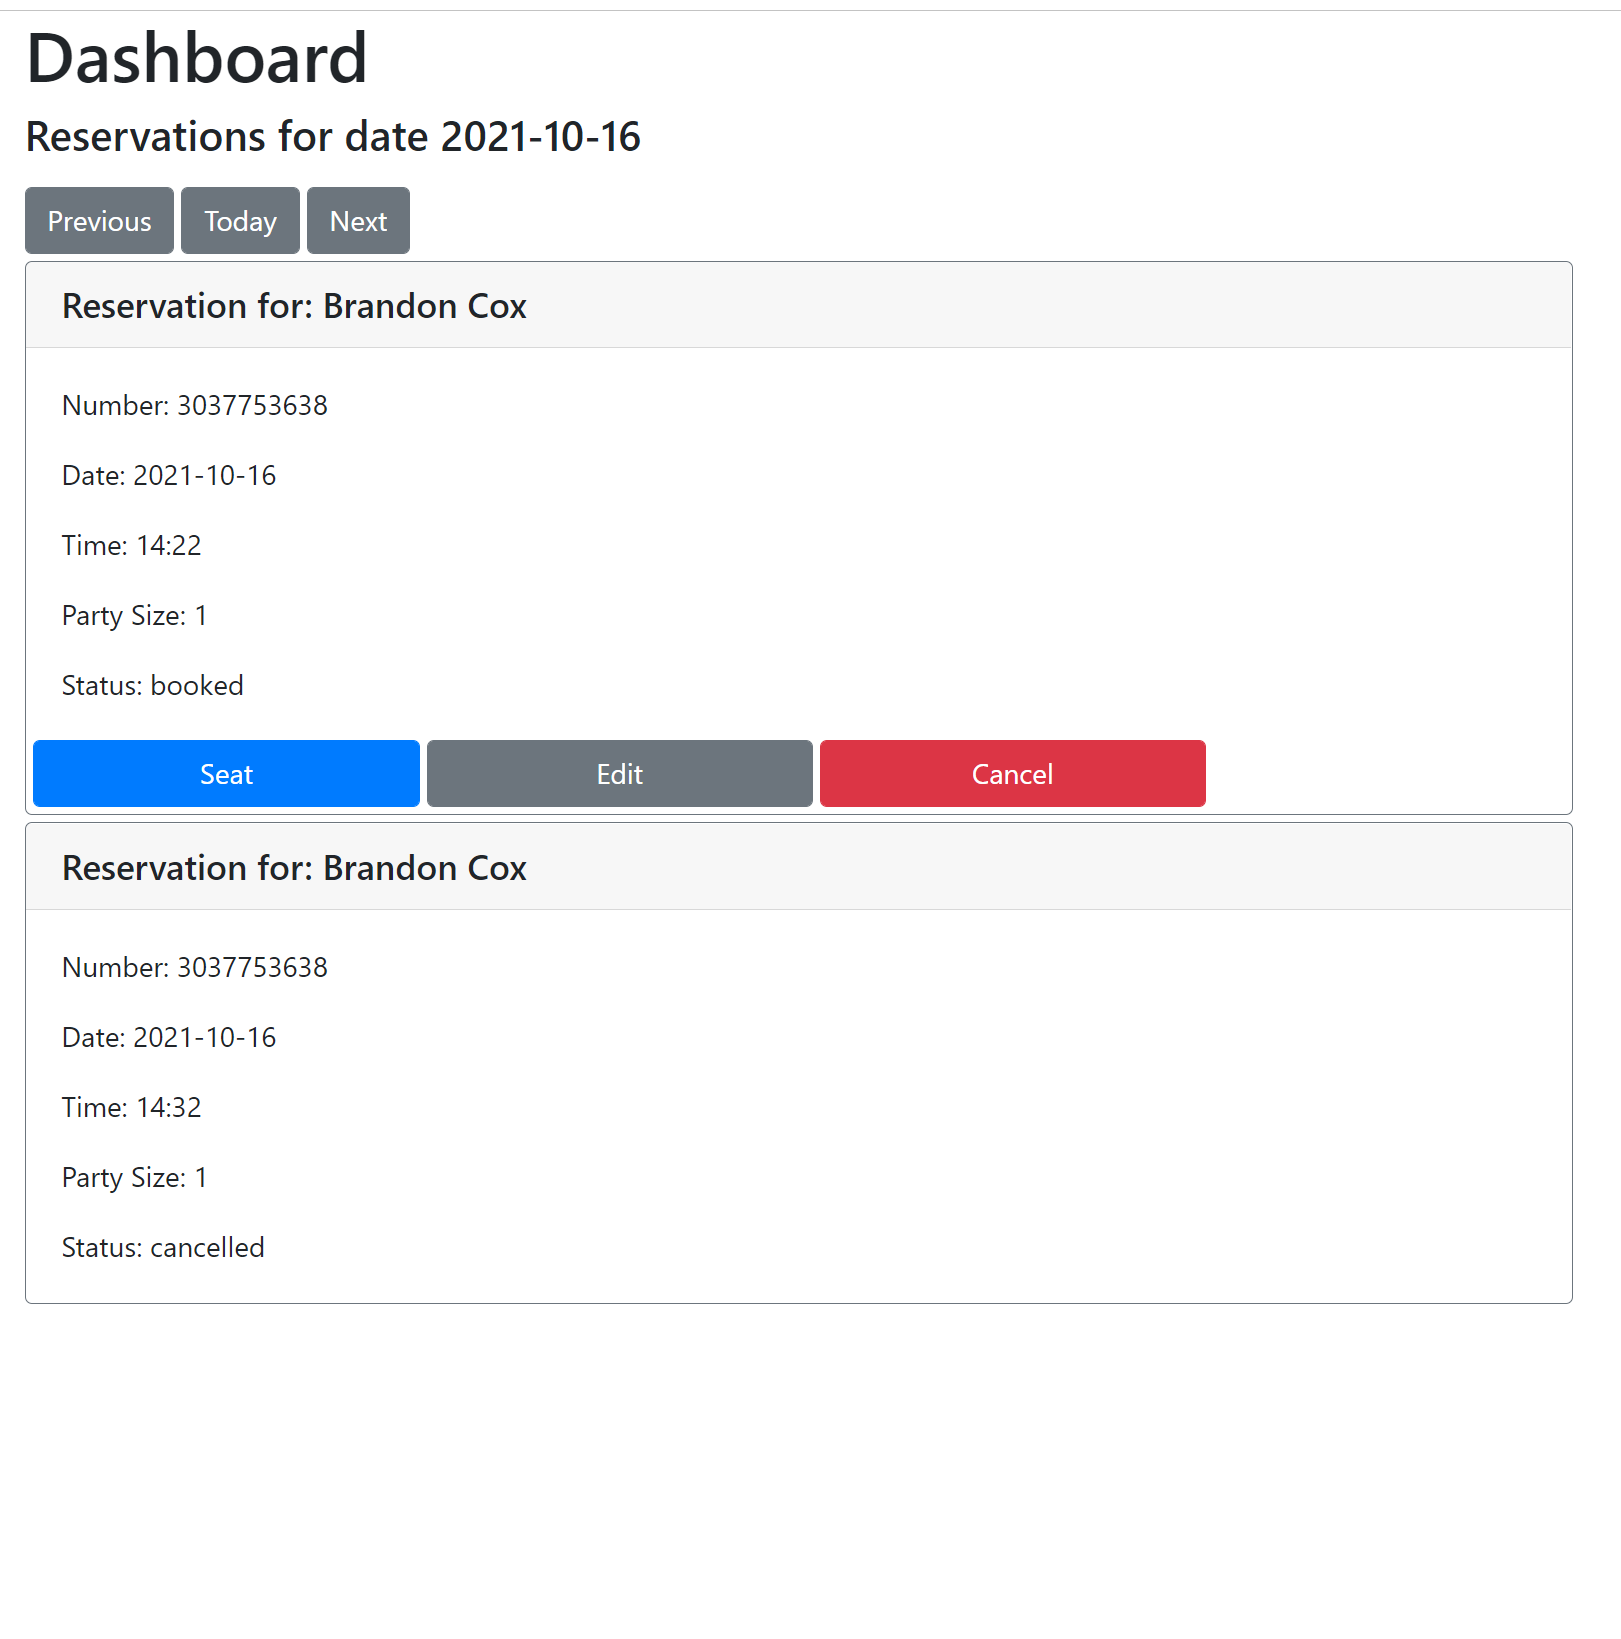 Dashboard
Reservations for date 2021-10-16
Previous Today Next
Reservation for: Brandon Cox
Number: 3037753638
Date: 2021-10-16
Time: 14:22
Party Size: 1
Status: booked
Seat Edit Cancel
Reservation for: Brandon Cox
Number: 3037753638
Date: 2021-10-16
Time: 14:32
Party Size: 1
Status: cancelled